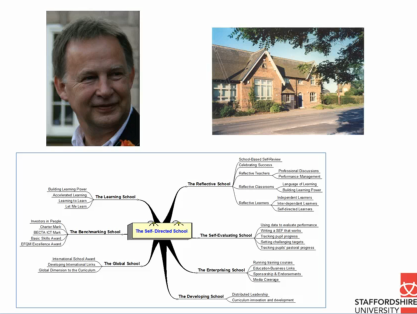 School-Based Self-Review
Celebrating Success
The Reflective School
Reflective Teachers
Professional Discussions
Performance Management
Reflective Classrooms
Language of Learning
Building Learning Power
Reflective Learners
Independent Learners
Inter-dependent Learners
Self-directed Learners
Building Learning Power
Accelerated Learning
Learning to Learn
Let Me Learn
The Learning School
Investors in People
Charter Mark
BECTA ICT Mark
Basic Skills Award
EFQM Excellence Award
The Benchmarking School
The Self-Directed School
The Self-Evaluating School
Using data to evaluate performance
Writing a SEF that works
Tracking pupil progress
Setting challenging targets
Tracking pupils' pastoral progress
International School Award
Developing International Links
Global Dimension to the Curriculum
The Global School
The Enterprising School
Running training courses
Education Business Links
Sponsorship & Endorsements
Media Coverage
The Developing School
Distributed Leadership
Curriculum innovation and development
STAFFORDSHIRE
UNIVERSITY